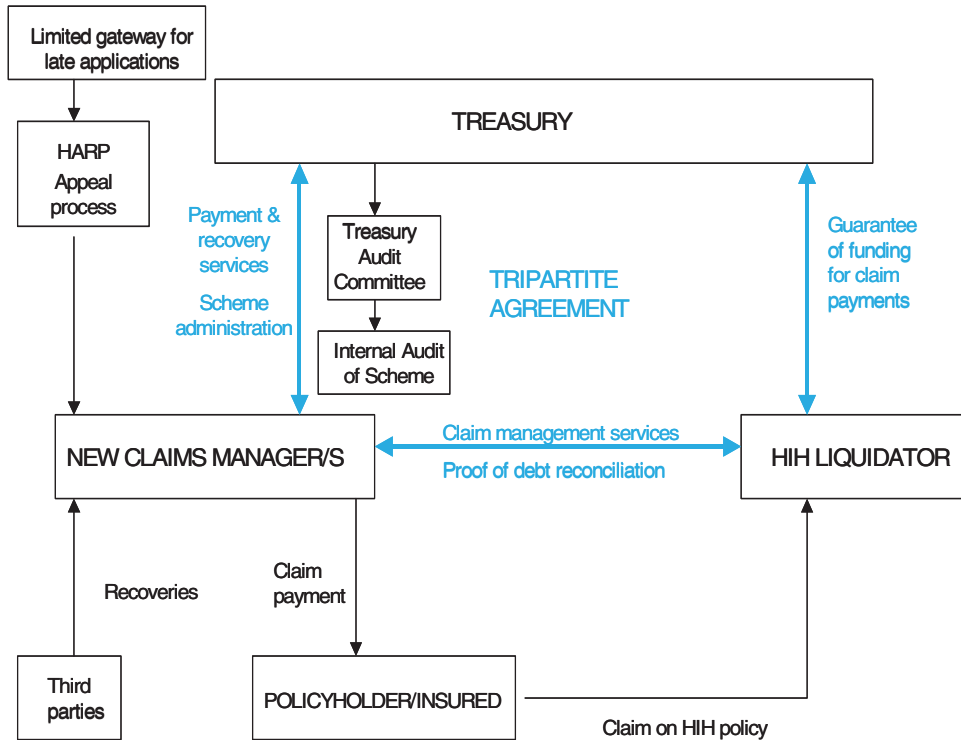 Limited gateway for
late applications
TREASURY
HARP
Appeal
process
Payment &
recovery
services
Scheme
administration
Treasury
Audit
Committee
TRIPARTITE
AGREEMENT
Guarantee
of funding
for claim
payments
Internal Audit
of Scheme
NEW CLAIMS MANAGER/S
Claim management services
Proof of debt reconciliation
HIH LIQUIDATOR
Recoveries
Claim
payment
Third
parties
POLICYHOLDER/INSURED
Claim on HIH policy